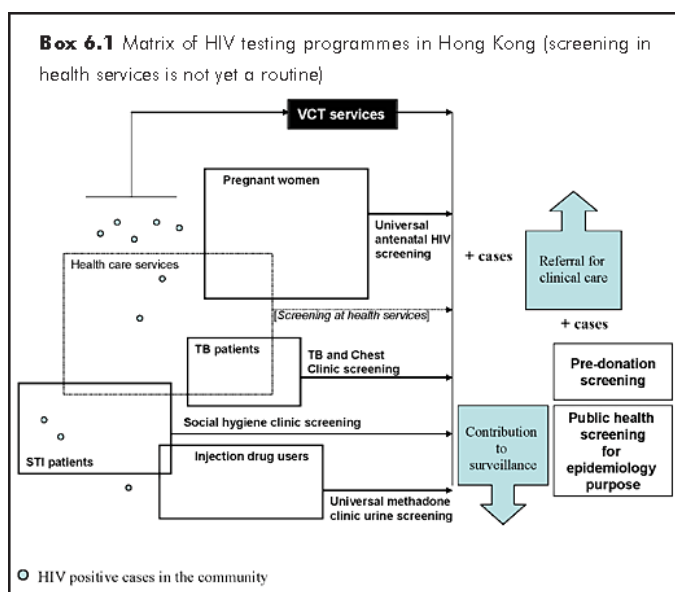 Box 6.1 Matrix of HIV testing programmes in Hong Kong (screening in
health services is not yet a routine)
VCT services
Pregnant women
Universal
antenatal HIV
screening
+ cases
Referral for
clinical care
Health care services
[Screening at health services]
+ cases
TB patients
TB and Chest
Clinic screening
Pre-donation
screening
Social hygiene clinic screening
STI patients
Injection drug users
Universal methadone
clinic urine screening
Contribution
to
surveillance
Public health
screening
for
epidemiology
purpose
HIV positive cases in the community